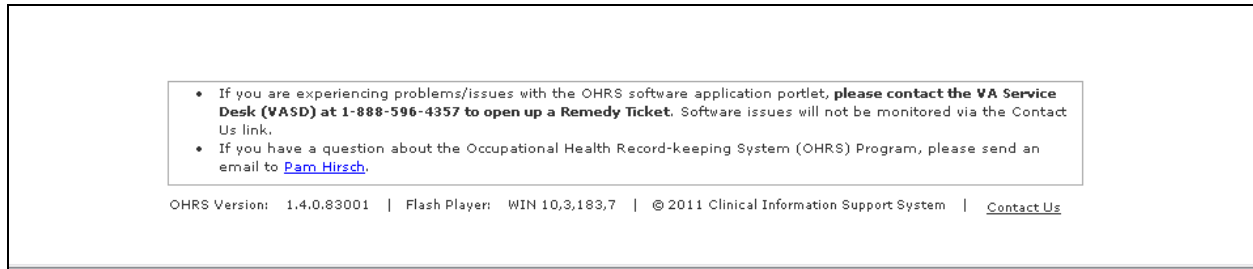 • If you are experiencing problems/issues with the OHRS software application portlet, please contact the VA Service
Desk (VASD) at 1-888-596-4357 to open up a Remedy Ticket. Software issues will not be monitored via the Contact
Us link.
• If you have a question about the Occupational Health Record-keeping System (OHRS) Program, please send an
email to Pam Hirsch.
OHRS Version: 1.4.0.83001 | Flash Player: WIN 10,3,183,7 | © 2011 Clinical Information Support System | Contact Us